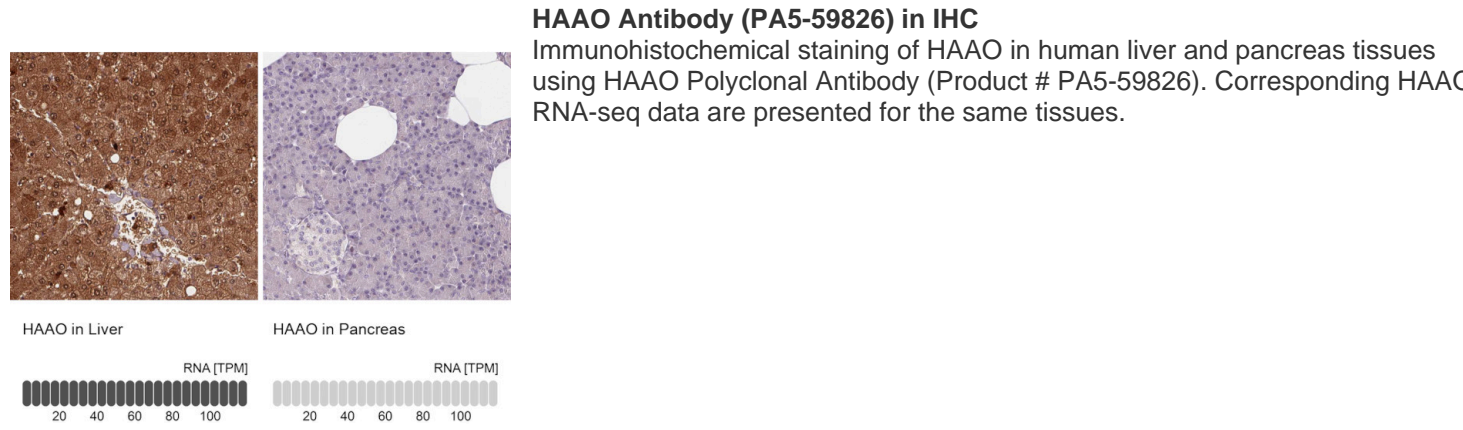 HAAO Antibody (PA5-59826) in IHC
Immunohistochemical staining of HAAO in human liver and pancreas tissues
using HAAO Polyclonal Antibody (Product # PA5-59826). Corresponding HAAO
RNA-seq data are presented for the same tissues.
HAAO in Liver
HAAO in Pancreas
RNA [TPM]
RNA [TPM]
20 40 60 80 100
20 40 60 80 100